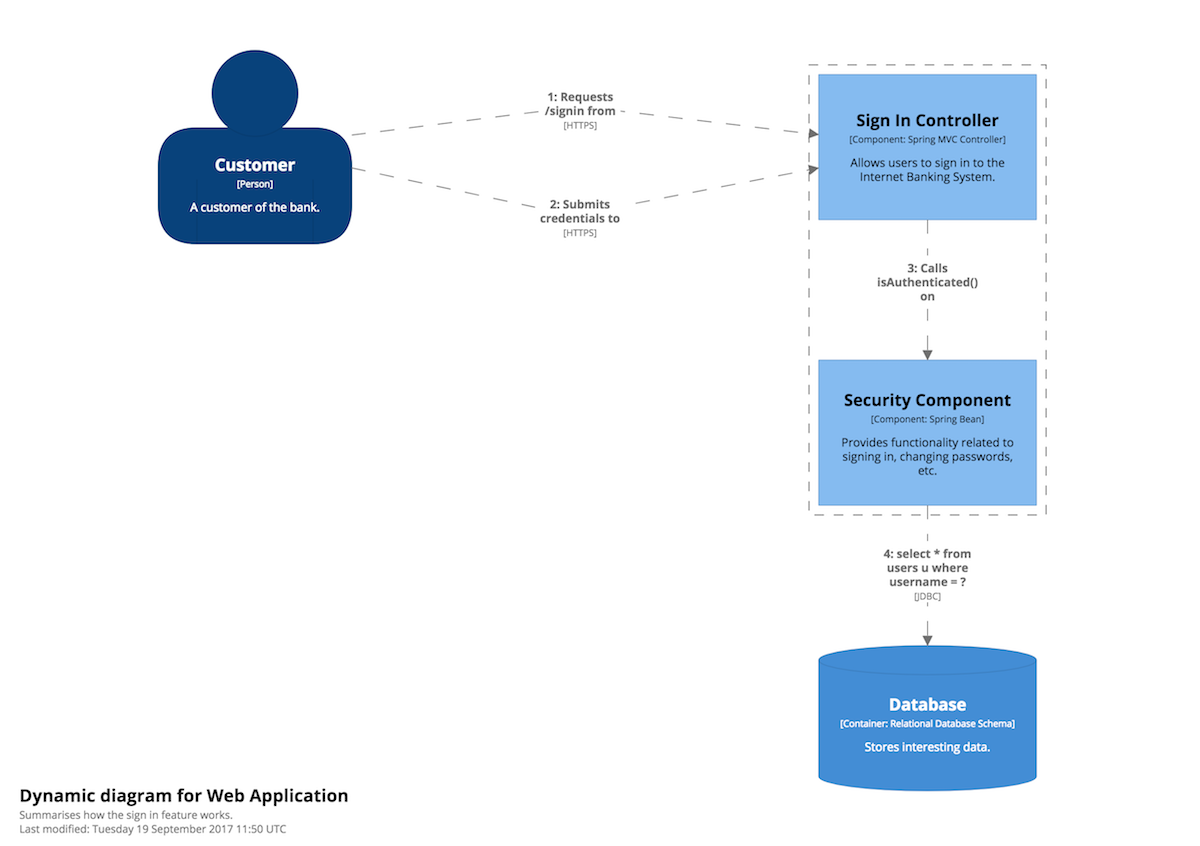 Customer
[Person]
A customer of the bank.
1: Requests
/signin from
[HTTPS]
2: Submits
credentials to
[HTTPS]
Sign In Controller
[Component: Spring MVC Controller]
Allows users to sign in to the
Internet Banking System.
3: Calls
isAuthenticated()
on
Security Component
[Component: Spring Bean]
Provides functionality related to
signing in, changing passwords,
etc.
4: select * from
users u where
username = ?
[JDBC]
Database
[Container: Relational Database Schema]
Stores interesting data.
Dynamic diagram for Web Application
Summarises how the sign in feature works.
Last modified: Tuesday 19 September 2017 11:50 UTC